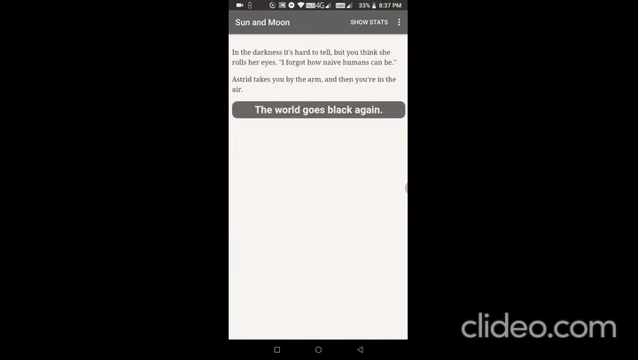 4G 33% 8:37 PM
Sun and Moon SHOW STATS
In the darkness it's hard to tell, but you think she
rolls her eyes. "I forgot how naive humans can be."
Astrid takes you by the arm, and then you're in the
air.
The world goes black again.
clideo.com